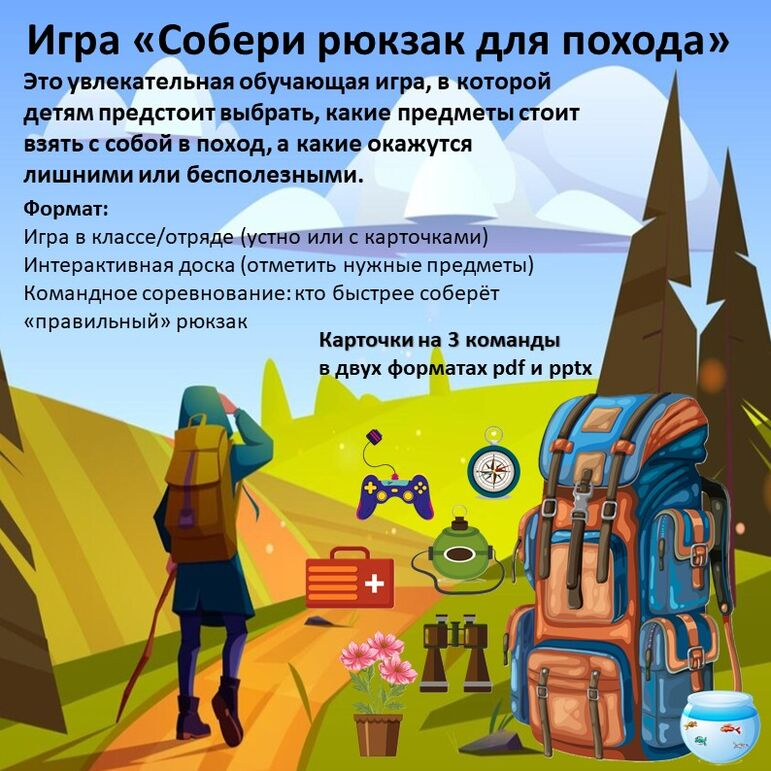 Игра «Собери рюкзак для похода»
Это увлекательная обучающая игра, в которой
детям предстоит выбрать, какие предметы стоит
взять с собой в поход, а какие окажутся
лишними или бесполезными.
Формат:
Игра в классе/отряде (устно или с карточками)
Интерактивная доска (отметить нужные предметы)
Командное соревнование: кто быстрее соберёт
«правильный» рюкзак
Карточки на 3 команды
в двух форматах pdf и pptx